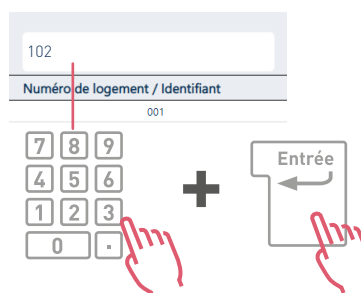 102
Numéro de logement / Identifiant
001
7 8 9
4 5 6
1 2 3
0 .
+
Entrée